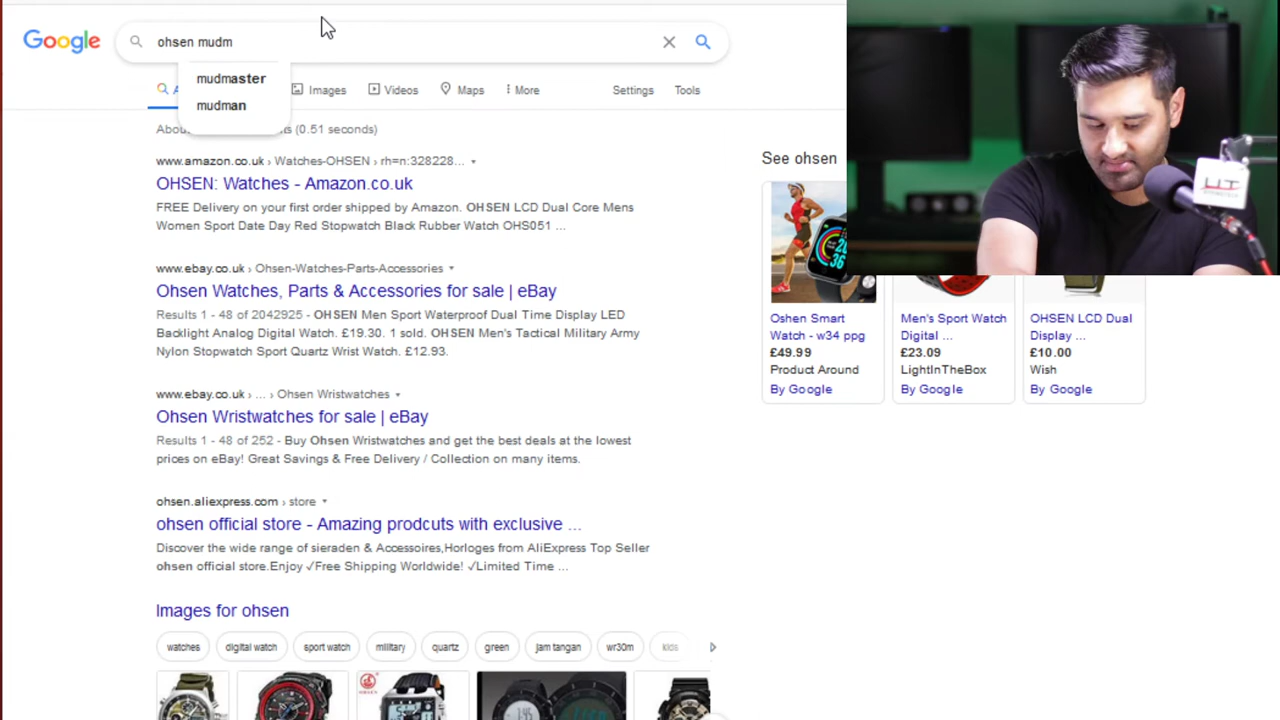 Google
ohsen mudm
mudmaster
mudman
Images
Videos
Maps
More
Settings
Tools
(0.51 seconds)
www.amazon.co.uk › Watches-OHSEN › rh=n:328228...
OHSEN: Watches - Amazon.co.uk
FREE Delivery on your first order shipped by Amazon. OHSEN LCD Dual Core Mens
Women Sport Date Day Red Stopwatch Black Rubber Watch OHS051 ...
www.ebay.co.uk › Ohsen-Watches-Parts-Accessories
Ohsen Watches, Parts & Accessories for sale | eBay
Results 1 - 48 of 2042925 - OHSEN Men Sport Waterproof Dual Time Display LED
Backlight Analog Digital Watch. £19.30. 1 sold. OHSEN Men's Tactical Military Army
Nylon Stopwatch Sport Quartz Wrist Watch. £12.93.
www.ebay.co.uk › ... › Ohsen Wristwatches
Ohsen Wristwatches for sale | eBay
Results 1 - 48 of 252 - Buy Ohsen Wristwatches and get the best deals at the lowest
prices on eBay! Great Savings & Free Delivery / Collection on many items.
ohsen.aliexpress.com › store
ohsen official store - Amazing prodcuts with exclusive ...
Discover the wide range of sieraden & Accessoires,Horloges from AliExpress Top Seller
ohsen official store.Enjoy ✓Free Shipping Worldwide! ✓Limited Time ...
Images for ohsen
watches
digital watch
sport watch
military
quartz
green
jam tangan
wr30m
kids
OHSEN
See ohsen
Oshen Smart
Watch - w34 ppg
£49.99
Product Around
By Google
Men's Sport Watch
Digital ...
£23.09
LightInTheBox
By Google
OHSEN LCD Dual
Display ...
£10.00
Wish
By Google